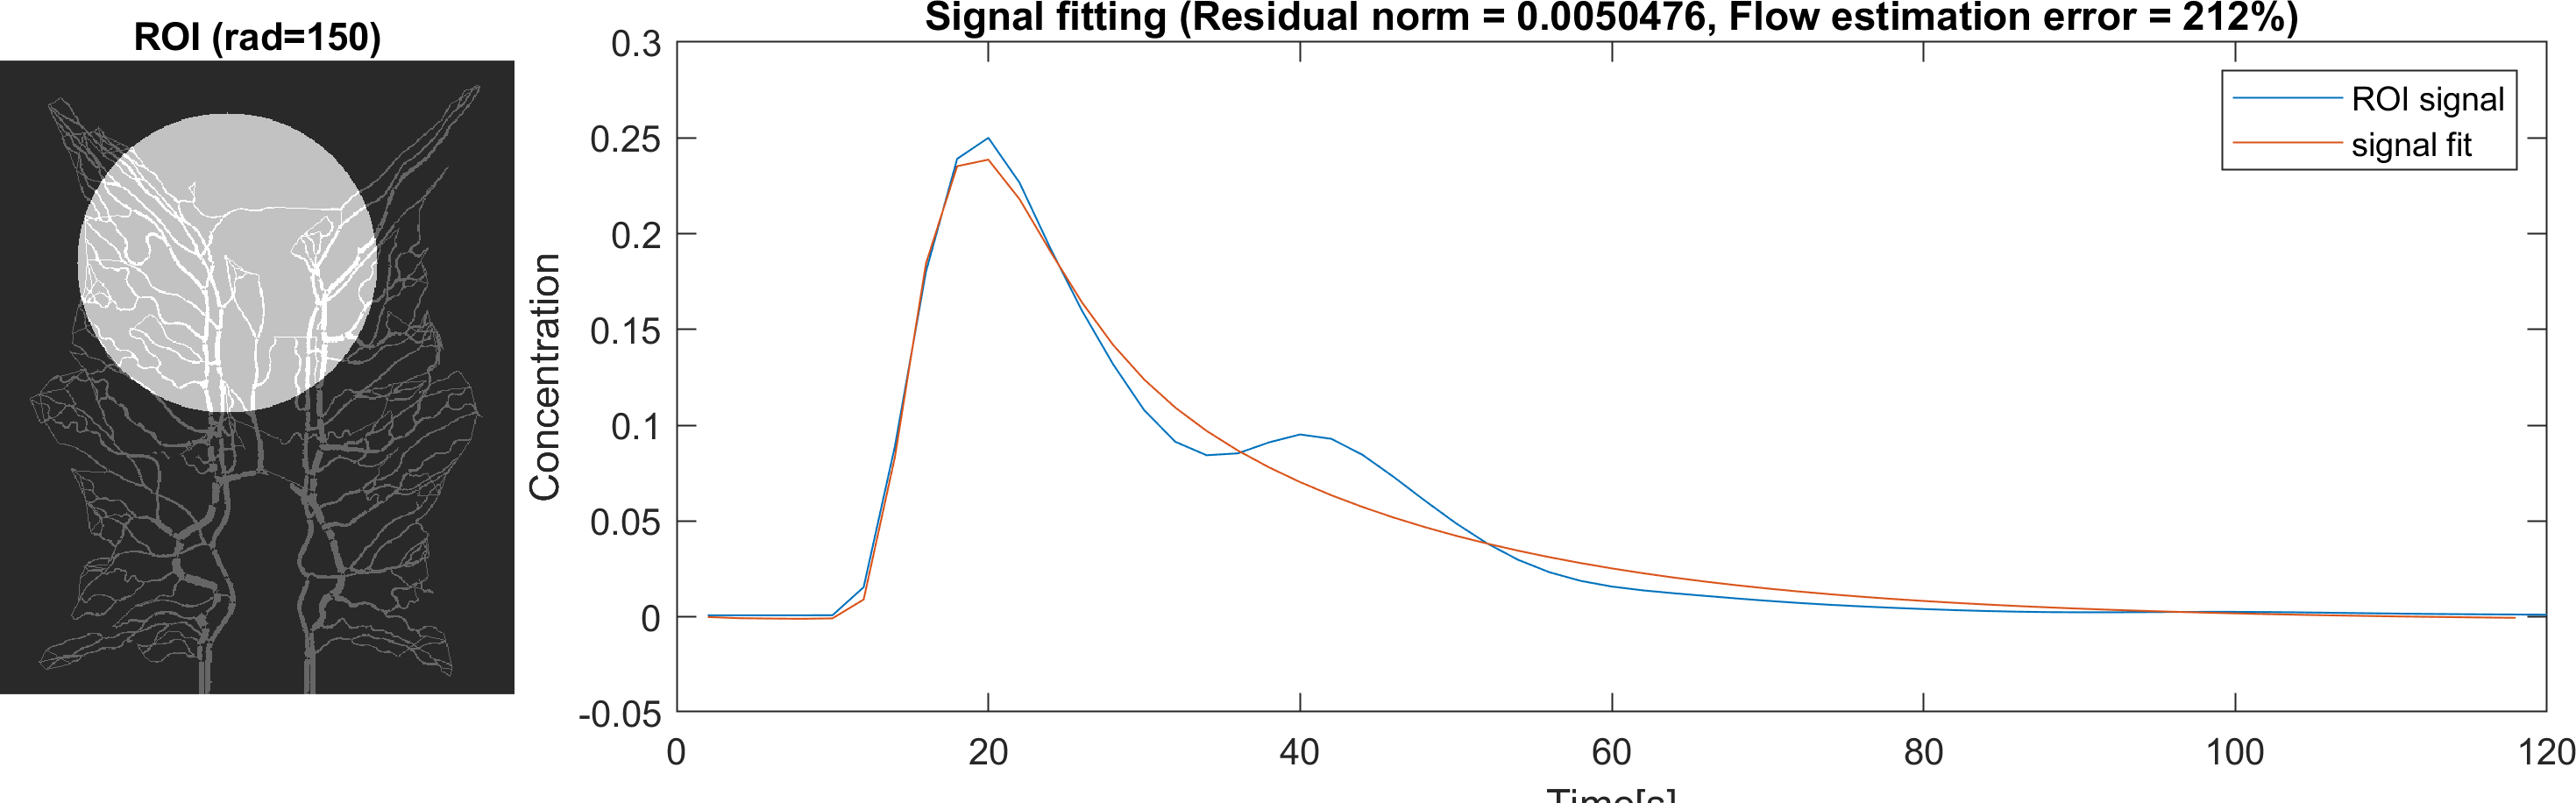 ROI (rad=150)
Signal fitting (Residual norm = 0.0050476, Flow estimation error = 212%)
0.3
0.25
0.2
0.15
0.1
0.05
0
-0.05
Concentration
ROI signal
signal fit
0 20 40 60 80 100 120
Time[s]